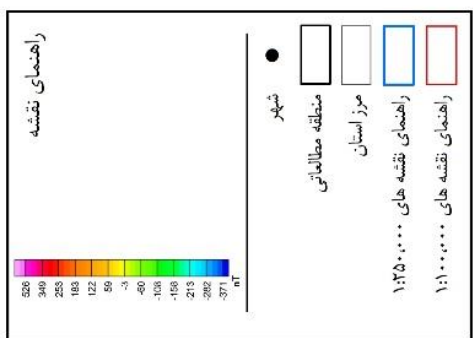 راهنمای نقشه
شهر
منطقه مطالعاتی
مرز استان
راهنمای نقشه های ۱:۲۵۰،۰۰۰
راهنمای نقشه های ۱:۱۰۰،۰۰۰
526
349
253
183
122
59
-3
-60
-108
-158
-213
-282
-371
nT